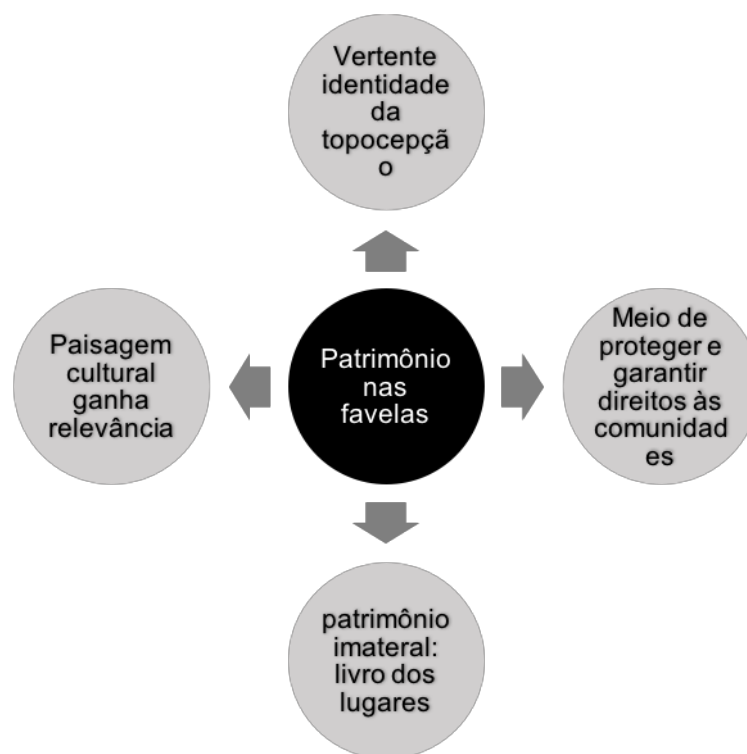 Vertente
identidade
da
topocepçã
o
Paisagem
cultural
ganha
relevância
Patrimônio
nas
favelas
Meio de
proteger e
garantir
direitos às
comunidad
es
patrimônio
imateral:
livro dos
lugares